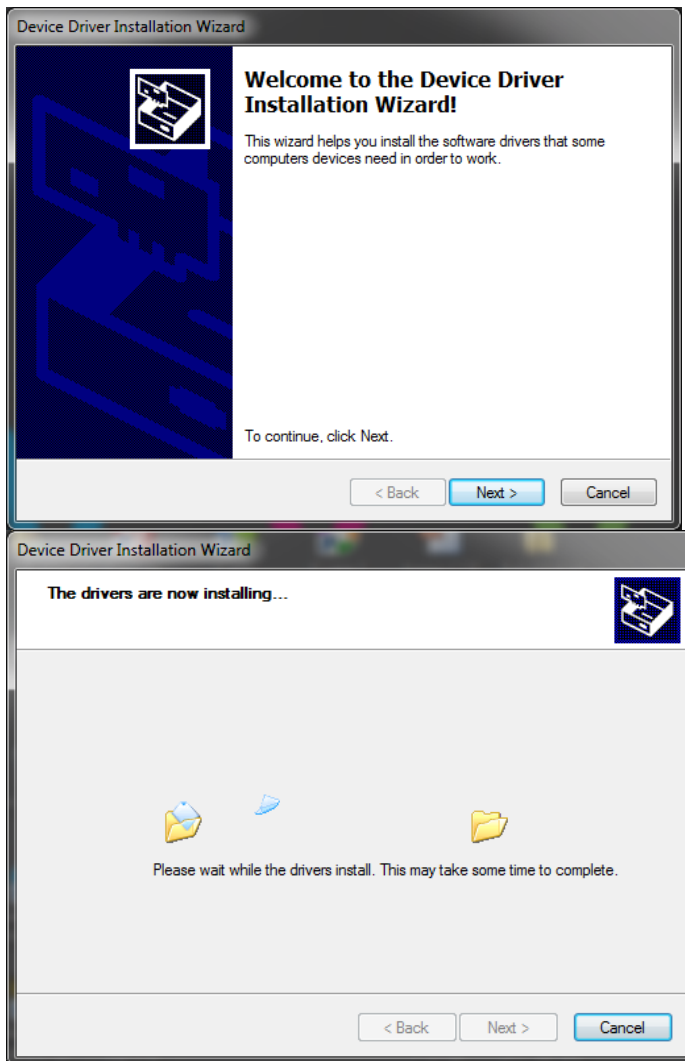 Device Driver Installation Wizard
Welcome to the Device Driver
Installation Wizard!
This wizard helps you install the software drivers that some
computers devices need in order to work.
To continue, click Next.
< Back
Next >
Cancel
Device Driver Installation Wizard
The drivers are now installing...
Please wait while the drivers install. This may take some time to complete.
< Back
Next >
Cancel